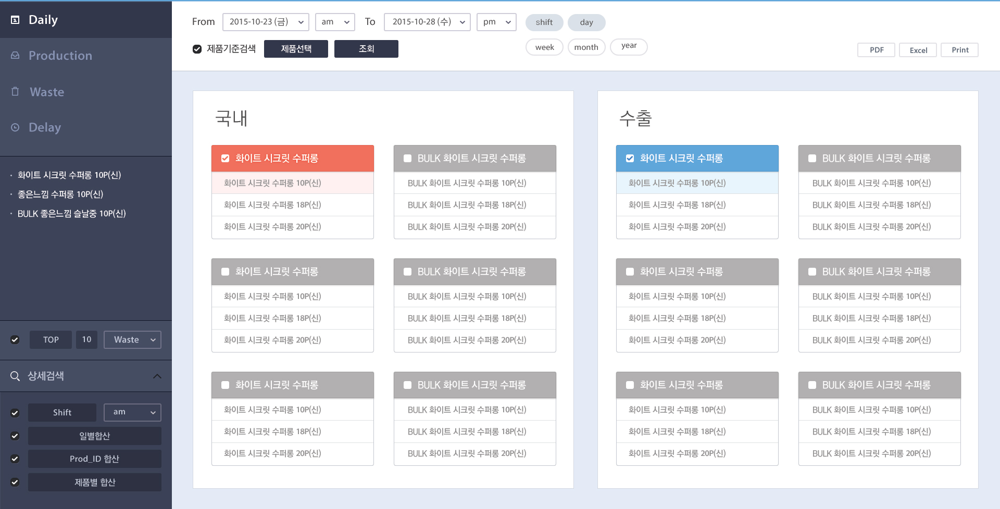 Daily
Production
Waste
Delay
· 화이트 시크릿 수퍼롱 10P(신)
· 좋은느낌 수퍼롱 10P(신)
· BULK 좋은느낌 슬날중 10P(신)
TOP 10 Waste
상세검색
Shift am
일별합산
Prod_ID 합산
제품별 합산
From 2015-10-23 (금) am To 2015-10-28 (수) pm shift day
제품기준검색 제품선택 조회 week month year
PDF Excel Print
국내
화이트 시크릿 수퍼롱
화이트 시크릿 수퍼롱 10P(신)
화이트 시크릿 수퍼롱 18P(신)
화이트 시크릿 수퍼롱 20P(신)
BULK 화이트 시크릿 수퍼롱
BULK 화이트 시크릿 수퍼롱 10P(신)
BULK 화이트 시크릿 수퍼롱 18P(신)
BULK 화이트 시크릿 수퍼롱 20P(신)
화이트 시크릿 수퍼롱
화이트 시크릿 수퍼롱 10P(신)
화이트 시크릿 수퍼롱 18P(신)
화이트 시크릿 수퍼롱 20P(신)
BULK 화이트 시크릿 수퍼롱
BULK 화이트 시크릿 수퍼롱 10P(신)
BULK 화이트 시크릿 수퍼롱 18P(신)
BULK 화이트 시크릿 수퍼롱 20P(신)
화이트 시크릿 수퍼롱
화이트 시크릿 수퍼롱 10P(신)
화이트 시크릿 수퍼롱 18P(신)
화이트 시크릿 수퍼롱 20P(신)
BULK 화이트 시크릿 수퍼롱
BULK 화이트 시크릿 수퍼롱 10P(신)
BULK 화이트 시크릿 수퍼롱 18P(신)
BULK 화이트 시크릿 수퍼롱 20P(신)
수출
화이트 시크릿 수퍼롱
화이트 시크릿 수퍼롱 10P(신)
화이트 시크릿 수퍼롱 18P(신)
화이트 시크릿 수퍼롱 20P(신)
BULK 화이트 시크릿 수퍼롱
BULK 화이트 시크릿 수퍼롱 10P(신)
BULK 화이트 시크릿 수퍼롱 18P(신)
BULK 화이트 시크릿 수퍼롱 20P(신)
화이트 시크릿 수퍼롱
화이트 시크릿 수퍼롱 10P(신)
화이트 시크릿 수퍼롱 18P(신)
화이트 시크릿 수퍼롱 20P(신)
BULK 화이트 시크릿 수퍼롱
BULK 화이트 시크릿 수퍼롱 10P(신)
BULK 화이트 시크릿 수퍼롱 18P(신)
BULK 화이트 시크릿 수퍼롱 20P(신)
화이트 시크릿 수퍼롱
화이트 시크릿 수퍼롱 10P(신)
화이트 시크릿 수퍼롱 18P(신)
화이트 시크릿 수퍼롱 20P(신)
BULK 화이트 시크릿 수퍼롱
BULK 화이트 시크릿 수퍼롱 10P(신)
BULK 화이트 시크릿 수퍼롱 18P(신)
BULK 화이트 시크릿 수퍼롱 20P(신)